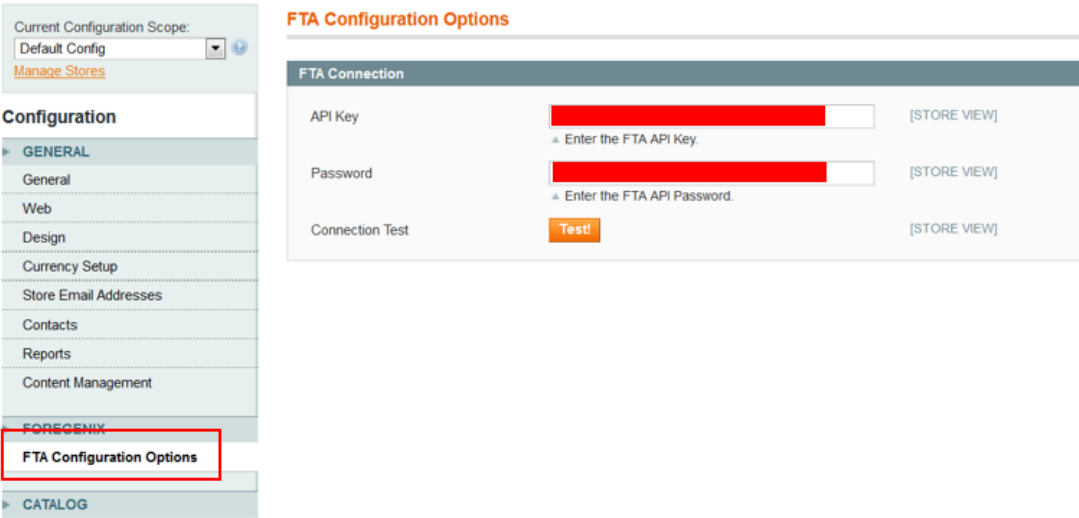 Current Configuration Scope:
Default Config
Manage Stores
Configuration
GENERAL
General
Web
Design
Currency Setup
Store Email Addresses
Contacts
Reports
Content Management
FOREGENIX
FTA Configuration Options
CATALOG
FTA Configuration Options
FTA Connection
API Key [STORE VIEW]
Enter the FTA API Key.
Password [STORE VIEW]
Enter the FTA API Password.
Connection Test Test! [STORE VIEW]